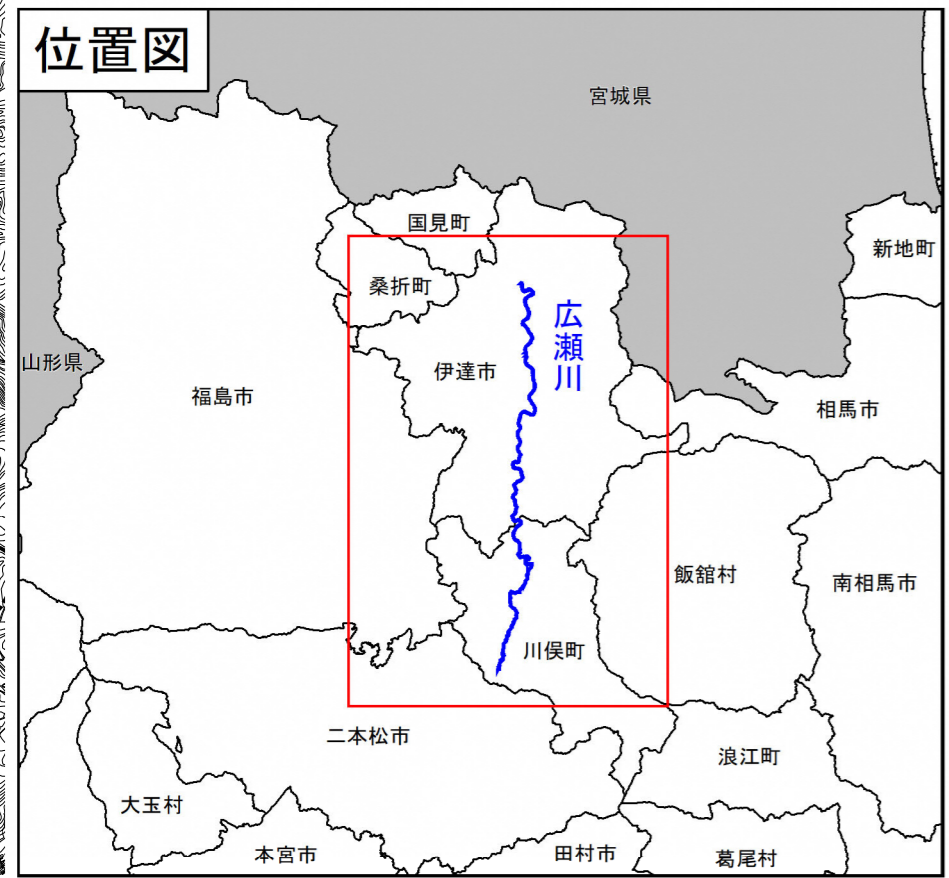 位置図
宮城県
国見町
新地町
桑折町
広瀬川
山形県
伊達市
福島市
相馬市
飯舘村
南相馬市
川俣町
二本松市
浪江町
大玉村
本宮市
田村市
葛尾村